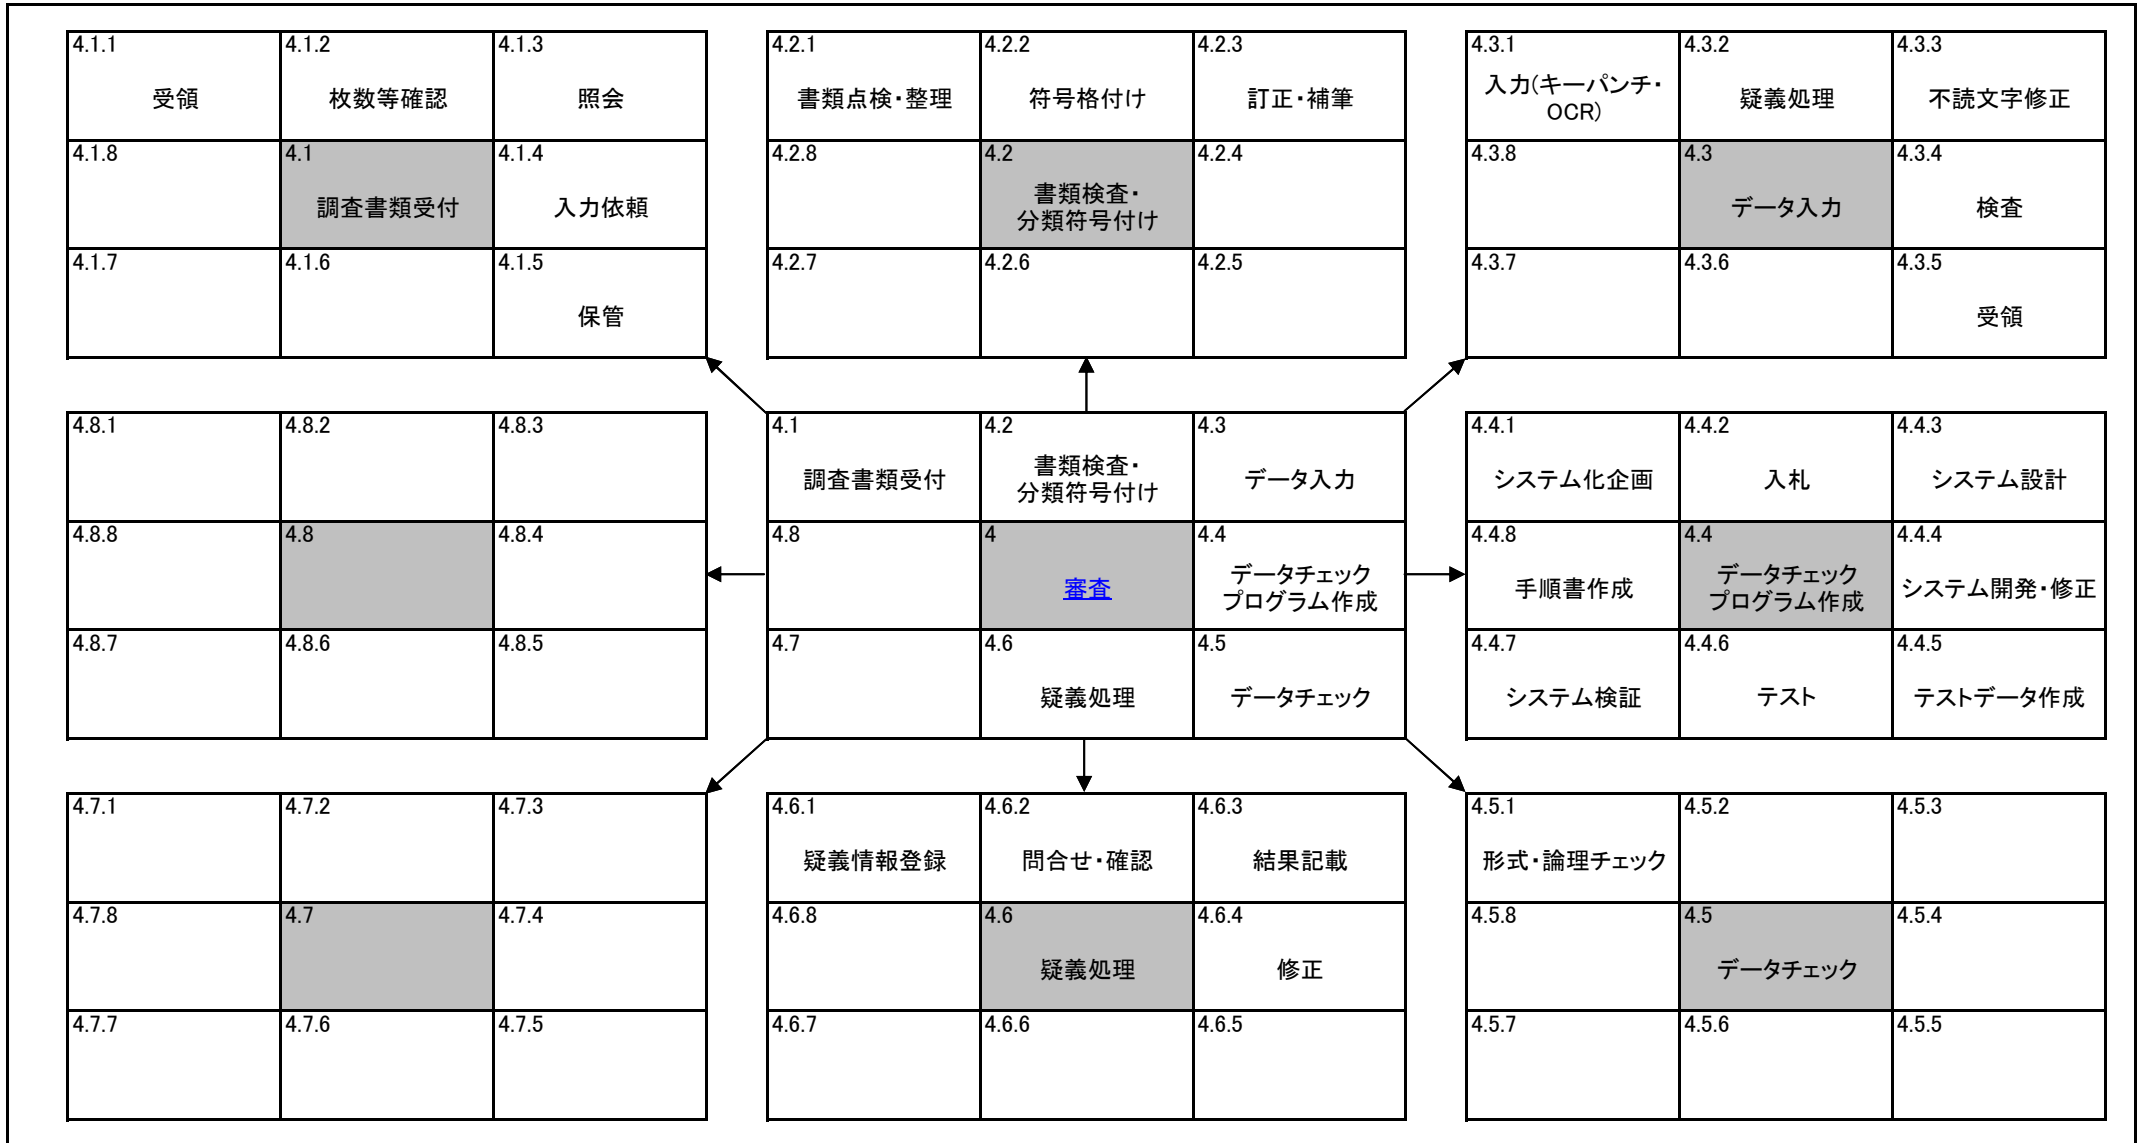 4.1.1
受領
4.1.2
枚数等確認
4.1.3
照会
4.1.8
4.1
調査書類受付
4.1.4
入力依頼
4.1.7
4.1.6
4.1.5
保管
4.2.1
書類点検・整理
4.2.2
符号格付け
4.2.3
訂正・補筆
4.2.8
4.2
書類検査・
分類符号付け
4.2.4
4.2.7
4.2.6
4.2.5
4.3.1
入力(キーパンチ・
OCR)
4.3.2
疑義処理
4.3.3
不読文字修正
4.3.8
4.3
データ入力
4.3.4
検査
4.3.7
4.3.6
4.3.5
受領
4.8.1
4.8.2
4.8.3
4.8.8
4.8
4.8.4
4.8.7
4.8.6
4.8.5
4.1
調査書類受付
4.2
書類検査・
分類符号付け
4.3
データ入力
4.8
4
審査
4.4
データチェック
プログラム作成
4.7
4.6
疑義処理
4.5
データチェック
4.4.1
システム化企画
4.4.2
入札
4.4.3
システム設計
4.4.8
手順書作成
4.4
データチェック
プログラム作成
4.4.4
システム開発・修正
4.4.7
システム検証
4.4.6
テスト
4.4.5
テストデータ作成
4.7.1
4.7.2
4.7.3
4.7.8
4.7
4.7.4
4.7.7
4.7.6
4.7.5
4.6.1
疑義情報登録
4.6.2
問合せ・確認
4.6.3
結果記載
4.6.8
4.6
疑義処理
4.6.4
修正
4.6.7
4.6.6
4.6.5
4.5.1
形式・論理チェック
4.5.2
4.5.3
4.5.8
4.5
データチェック
4.5.4
4.5.7
4.5.6
4.5.5